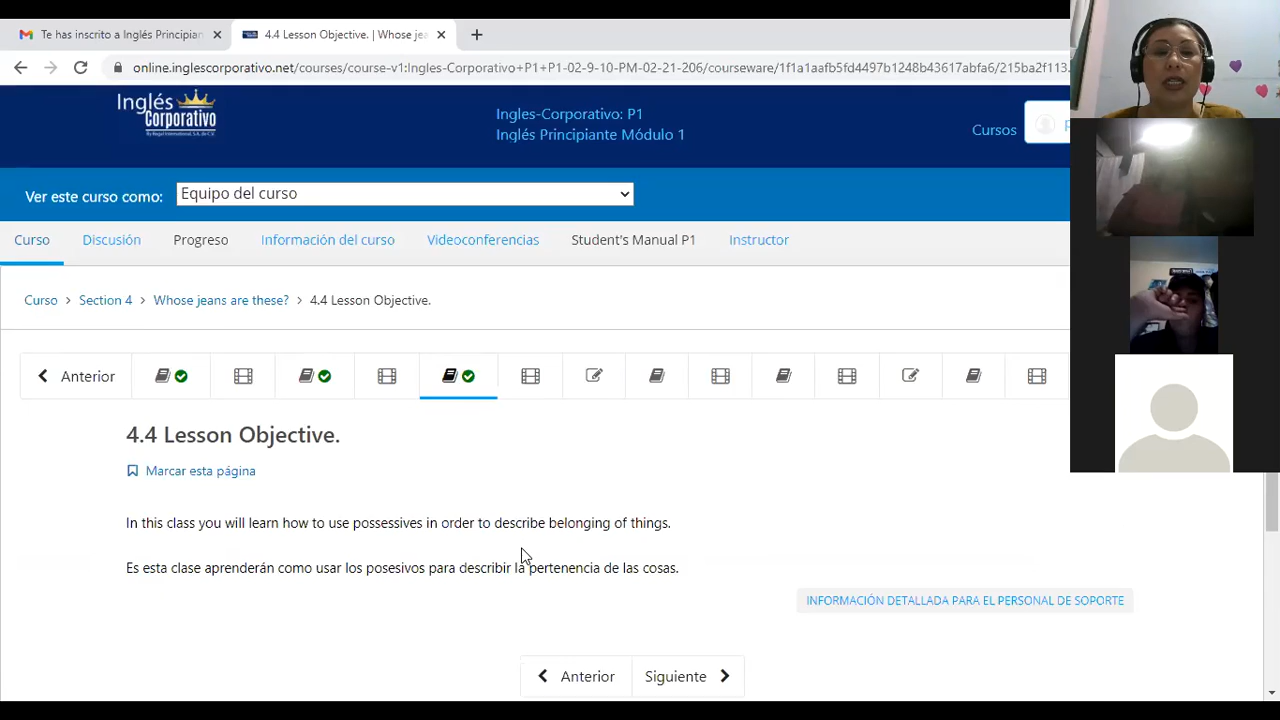 Te has inscrito a Inglés Principian
4.4 Lesson Objective. | Whose jea
online.inglescorporativo.net/courses/course-v1:Ingles-Corporativo+P1+P1-02-9-10-PM-02-21-206/courseware/1f1a1aafb5fd4497b1248b43617abfa6/215ba2f113
Inglés
Corporativo
Ingles-Corporativo: P1
Inglés Principiante Módulo 1
Cursos
Ver este curso como:
Equipo del curso
Curso
Discusión
Progreso
Información del curso
Videoconferencias
Student's Manual P1
Instructor
Curso > Section 4 > Whose jeans are these? > 4.4 Lesson Objective.
Anterior
4.4 Lesson Objective.
Marcar esta página
In this class you will learn how to use possessives in order to describe belonging of things.
Es esta clase aprenderán como usar los posesivos para describir la pertenencia de las cosas.
INFORMACIÓN DETALLADA PARA EL PERSONAL DE SOPORTE
Anterior
Siguiente